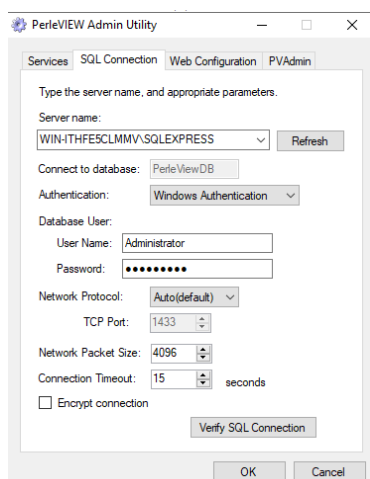 PerleVIEW Admin Utility
Services SQL Connection Web Configuration PVAdmin
Type the server name, and appropriate parameters.
Server name:
WIN-ITHFE5CLMMV\SQLEXPRESS Refresh
Connect to database: PerleViewDB
Authentication: Windows Authentication
Database User:
User Name: Administrator
Password: ●●●●●●●●●
Network Protocol: Auto(default)
TCP Port: 1433
Network Packet Size: 4096
Connection Timeout: 15 seconds
Encrypt connection
Verify SQL Connection
OK Cancel